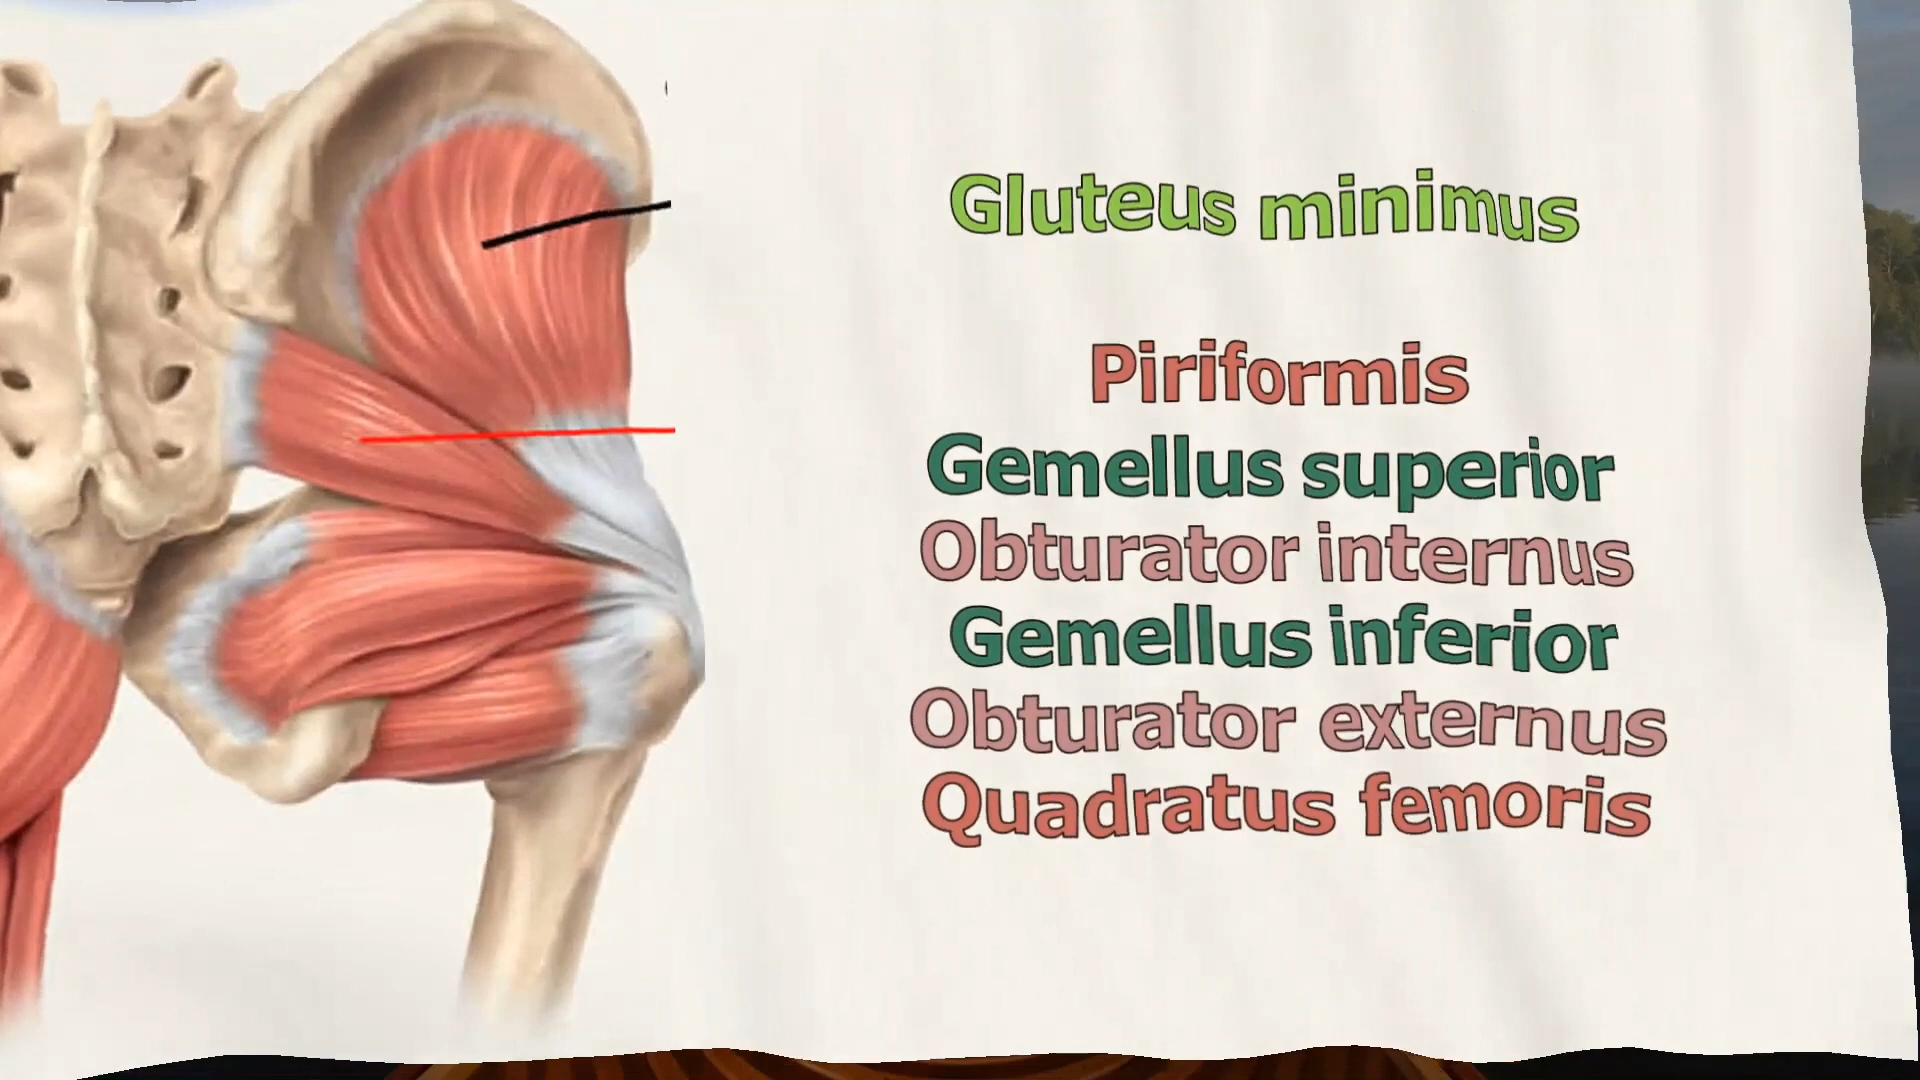 Gluteus minimus
Piriformis
Gemellus superior
Obturator internus
Gemellus inferior
Obturator externus
Quadratus femoris